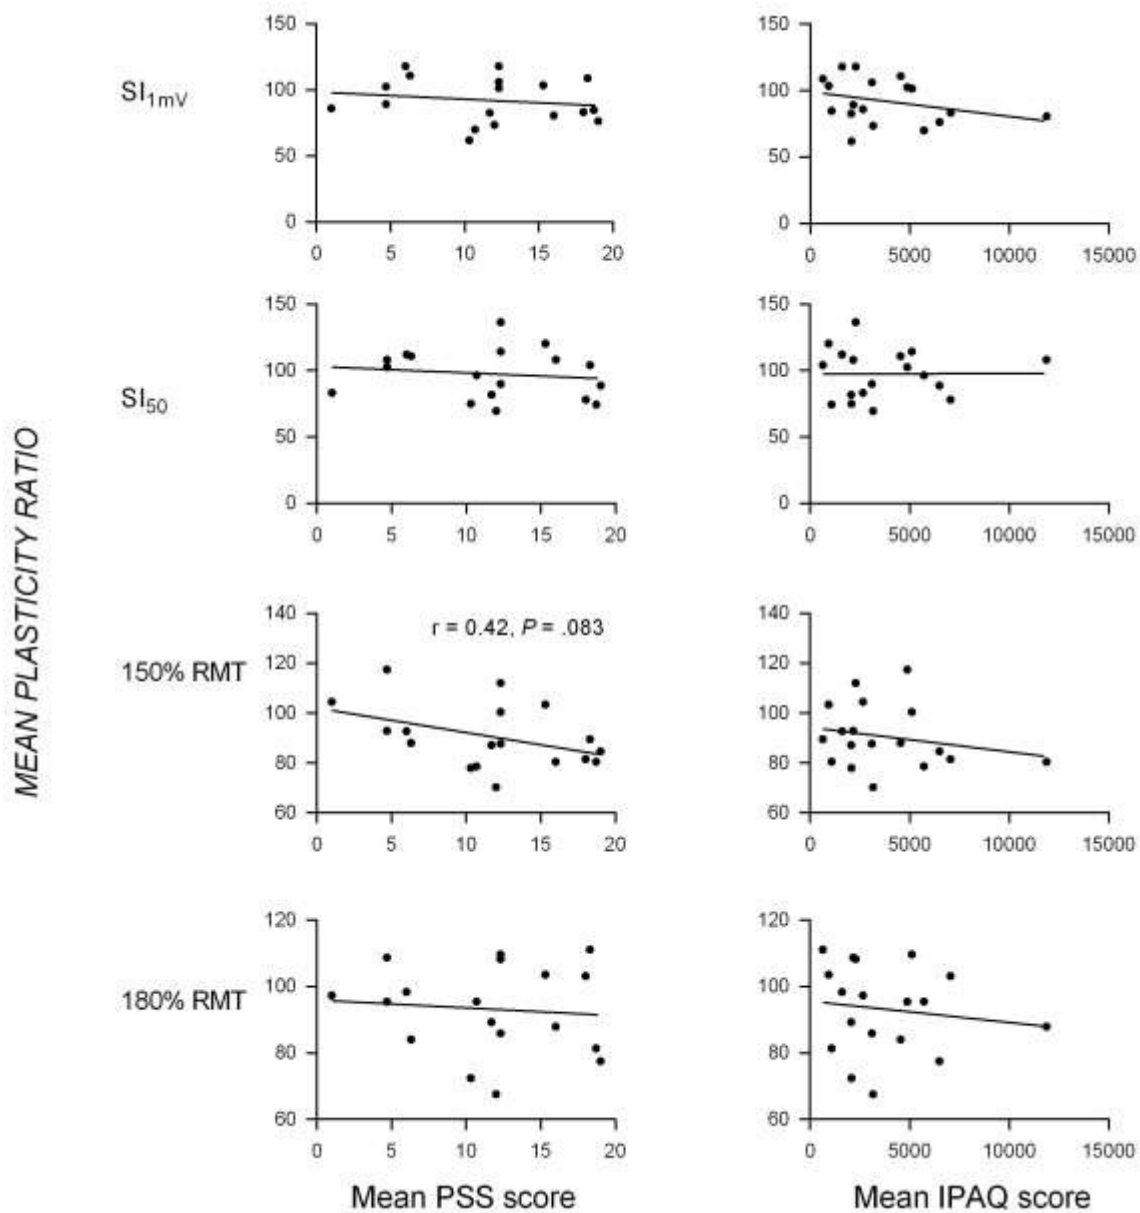 MEAN PLASTICITY RATIO
SI1mV
150
100
50
0
0 5 10 15 20
150
100
50
0
0 5000 10000 15000
SI50
150
100
50
0
0 5 10 15 20
150
100
50
0
0 5000 10000 15000
150% RMT
140
120
100
80
60
r = 0.42, P = .083
0 5 10 15 20
140
120
100
80
60
0 5000 10000 15000
180% RMT
120
100
80
60
0 5 10 15 20
120
100
80
60
0 5000 10000 15000
Mean PSS score
Mean IPAQ score